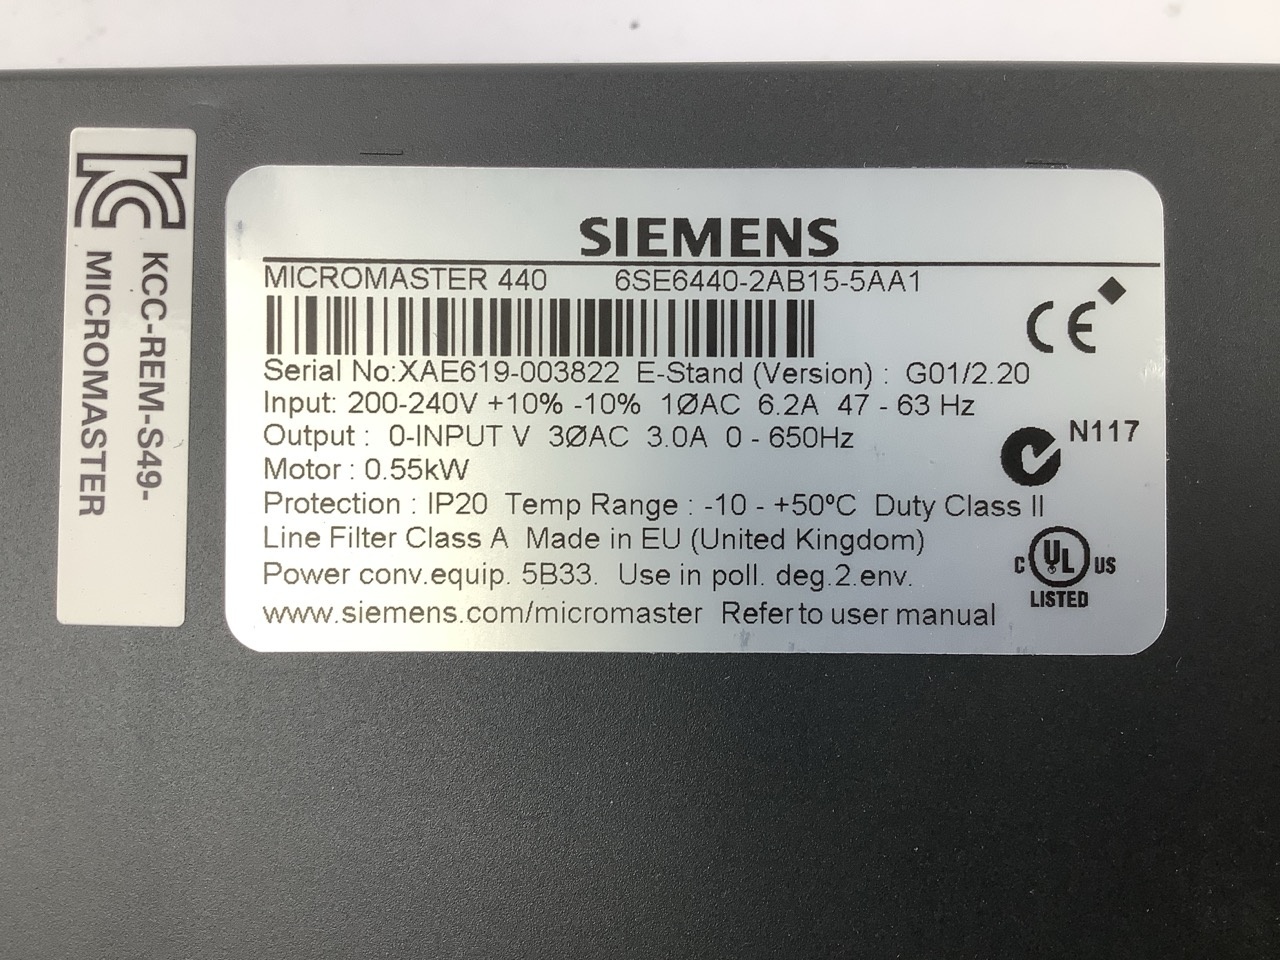 KCC-REM-S49-
MICROMASTER
SIEMENS
MICROMASTER 440 6SE6440-2AB15-5AA1
CE
Serial No:XAE619-003822 E-Stand (Version) : G01/2.20
Input: 200-240V +10% -10% 1ØAC 6.2A 47 - 63 Hz
Output : 0-INPUT V 3ØAC 3.0A 0 - 650Hz
N117
Motor : 0.55kW
Protection : IP20 Temp Range : -10 - +50ºC Duty Class II
Line Filter Class A Made in EU (United Kingdom)
C UL US
LISTED
Power conv.equip. 5B33. Use in poll. deg.2.env.
www.siemens.com/micromaster Refer to user manual